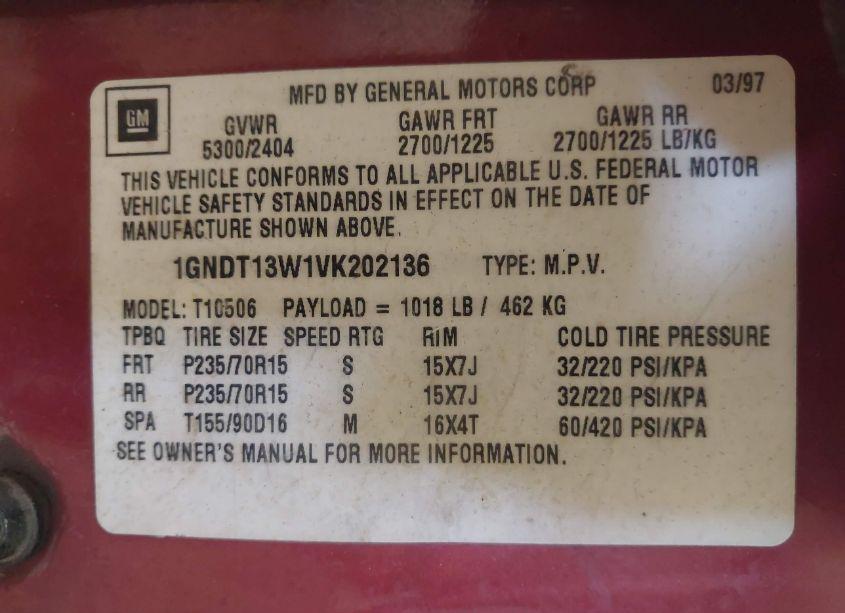 MFD BY GENERAL MOTORS CORP 03/97
GM
GVWR GAWR FRT GAWR RR
5300/2404 2700/1225 2700/1225 LB/KG
THIS VEHICLE CONFORMS TO ALL APPLICABLE U.S. FEDERAL MOTOR
VEHICLE SAFETY STANDARDS IN EFFECT ON THE DATE OF
MANUFACTURE SHOWN ABOVE.
1GNDT13W1VK202136 TYPE: M.P.V.
MODEL: T10506 PAYLOAD = 1018 LB / 462 KG
TPBQ TIRE SIZE SPEED RTG RIM COLD TIRE PRESSURE
FRT P235/70R15 S 15X7J 32/220 PSI/KPA
RR P235/70R15 S 15X7J 32/220 PSI/KPA
SPA T155/90D16 M 16X4T 60/420 PSI/KPA
SEE OWNER'S MANUAL FOR MORE INFORMATION.